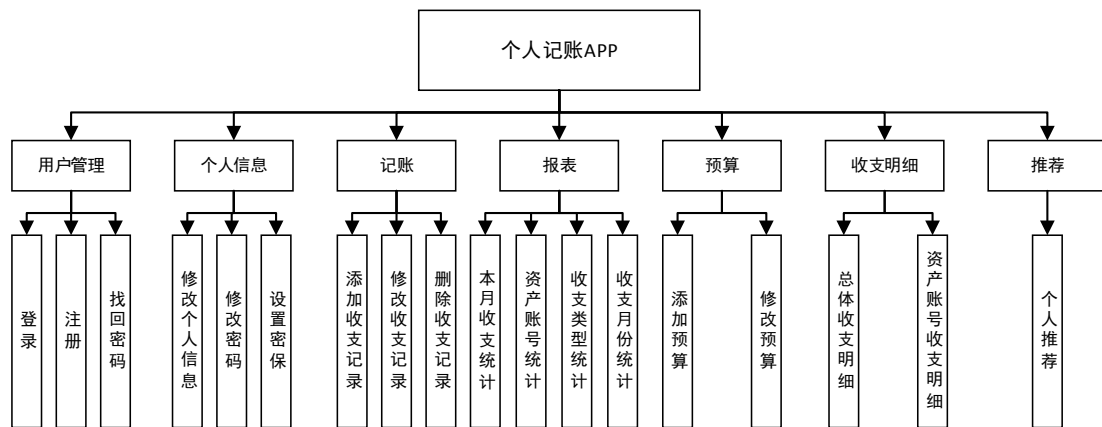 个人记账APP
用户管理
个人信息
记账
报表
预算
收支明细
推荐
登录
注册
找回密码
修改个人信息
修改密码
设置密保
添加收支记录
修改收支记录
删除收支记录
本月收支统计
资产账号统计
收支类型统计
收支月份统计
添加预算
修改预算
总体收支明细
资产账号收支明细
个人推荐